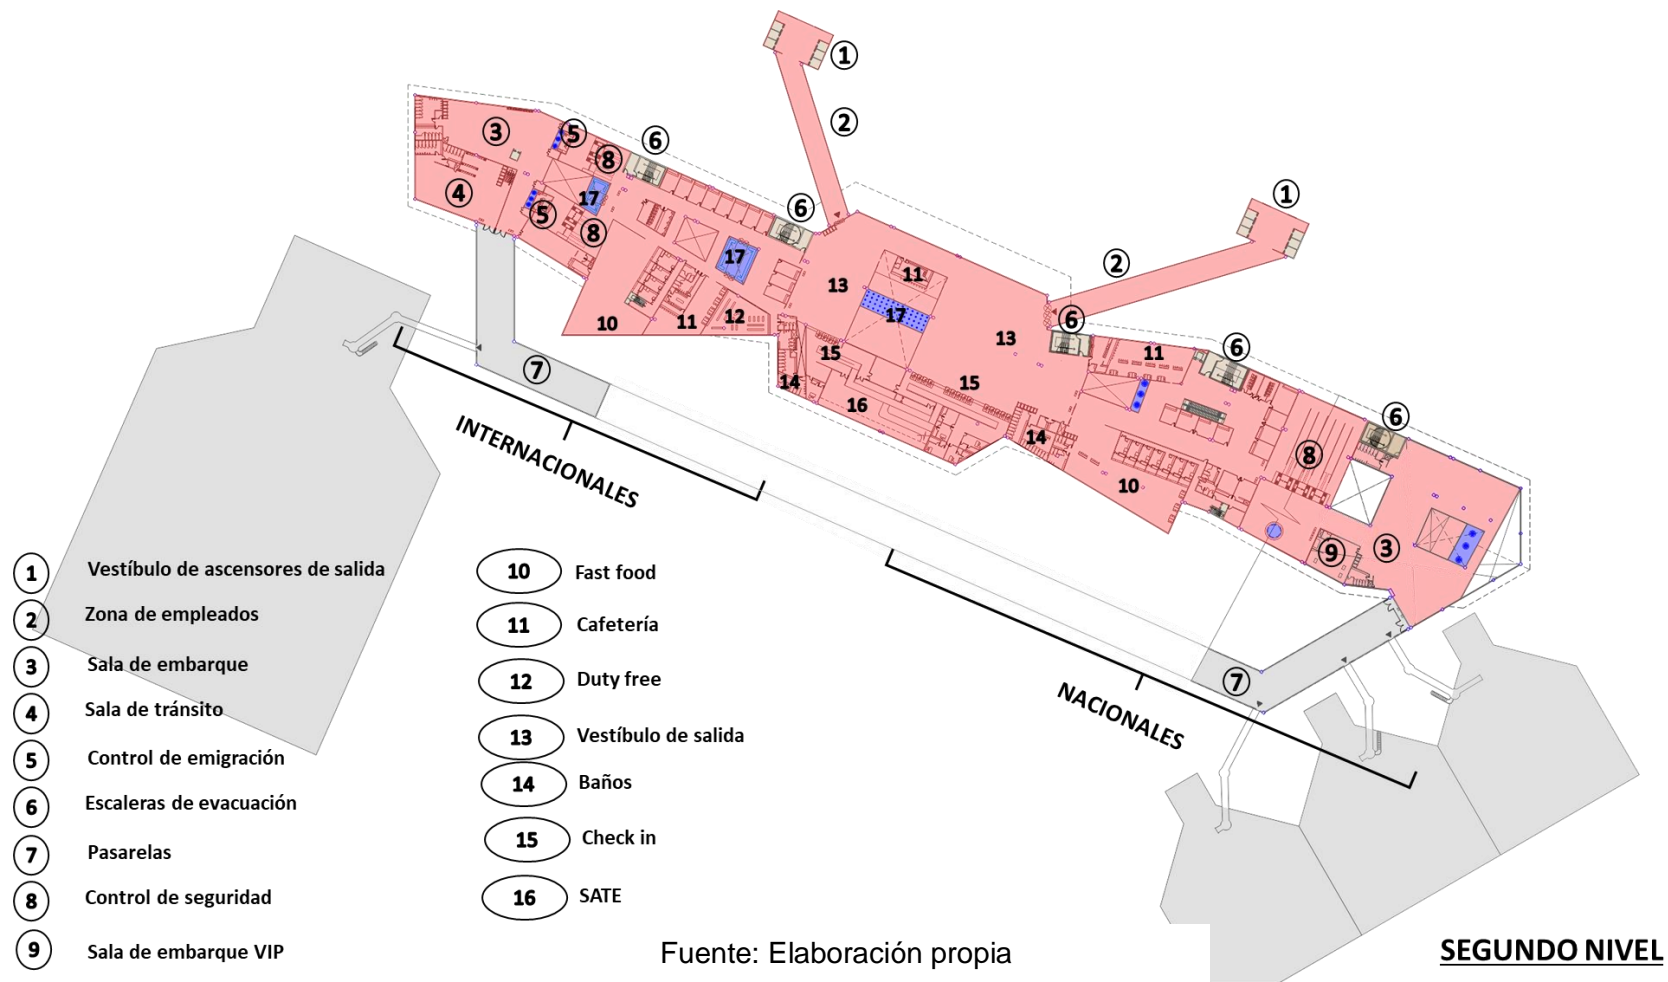 1
6
2
3
5
8
4
17
5
8
6
1
17
2
13
11
17
13
6
10
11
12
15
11
6
14
16
15
14
10
8
6
9
3
7
7
INTERNACIONALES
NACIONALES
1 Vestíbulo de ascensores de salida
2 Zona de empleados
3 Sala de embarque
4 Sala de tránsito
5 Control de emigración
6 Escaleras de evacuación
7 Pasarelas
8 Control de seguridad
9 Sala de embarque VIP
10 Fast food
11 Cafetería
12 Duty free
13 Vestíbulo de salida
14 Baños
15 Check in
16 SATE
Fuente: Elaboración propia
SEGUNDO NIVEL